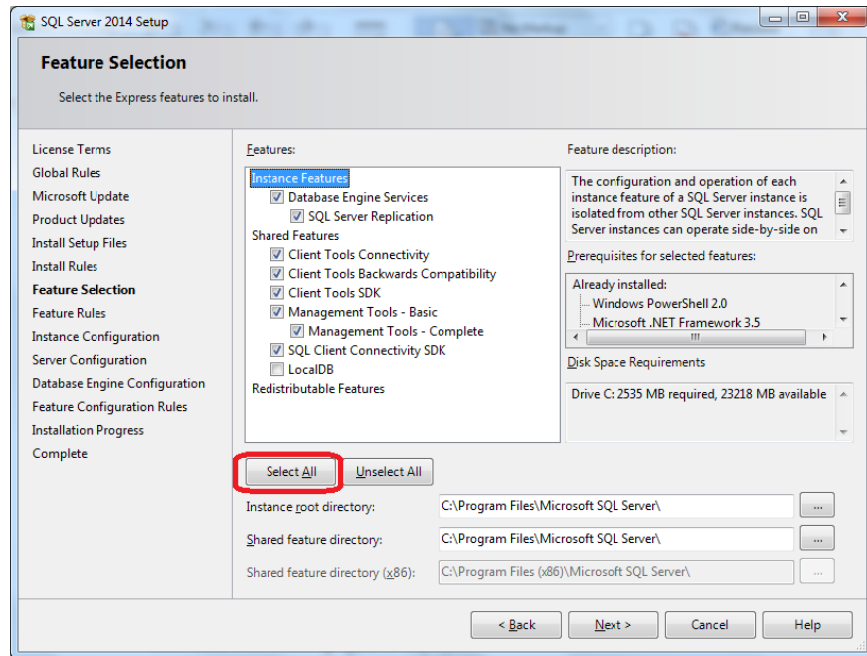 SQL Server 2014 Setup
Feature Selection
Select the Express features to install.
License Terms
Global Rules
Microsoft Update
Product Updates
Install Setup Files
Install Rules
Feature Selection
Feature Rules
Instance Configuration
Server Configuration
Database Engine Configuration
Feature Configuration Rules
Installation Progress
Complete
Features:
Instance Features
Database Engine Services
SQL Server Replication
Shared Features
Client Tools Connectivity
Client Tools Backwards Compatibility
Client Tools SDK
Management Tools - Basic
Management Tools - Complete
SQL Client Connectivity SDK
LocalDB
Redistributable Features
Feature description:
The configuration and operation of each
instance feature of a SQL Server instance is
isolated from other SQL Server instances. SQL
Server instances can operate side-by-side on
Prerequisites for selected features:
Already installed:
Windows PowerShell 2.0
Microsoft .NET Framework 3.5
Disk Space Requirements
Drive C: 2535 MB required, 23218 MB available
Select All
Unselect All
Instance root directory:
C:\Program Files\Microsoft SQL Server\
...
Shared feature directory:
C:\Program Files\Microsoft SQL Server\
...
Shared feature directory (x86):
C:\Program Files (x86)\Microsoft SQL Server\
...
< Back
Next >
Cancel
Help